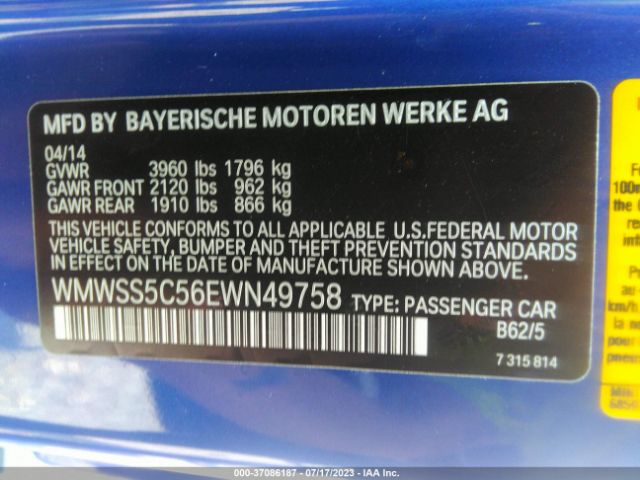 MFD BY BAYERISCHE MOTOREN WERKE AG
04/14
GVWR 3960 lbs 1796 kg
GAWR FRONT 2120 lbs 962 kg
GAWR REAR 1910 lbs 866 kg
THIS VEHICLE CONFORMS TO ALL APPLICABLE U.S.FEDERAL MOTOR
VEHICLE SAFETY, BUMPER AND THEFT PREVENTION STANDARDS
IN EFFECT ON THE DATE OF MANUFACTURE SHOWN ABOVE.
WMWSS5C56EWN49758 TYPE: PASSENGER CAR
B62/5
7 315 814
100m
the
000-37086187 - 07/17/2023 - IAA Inc.